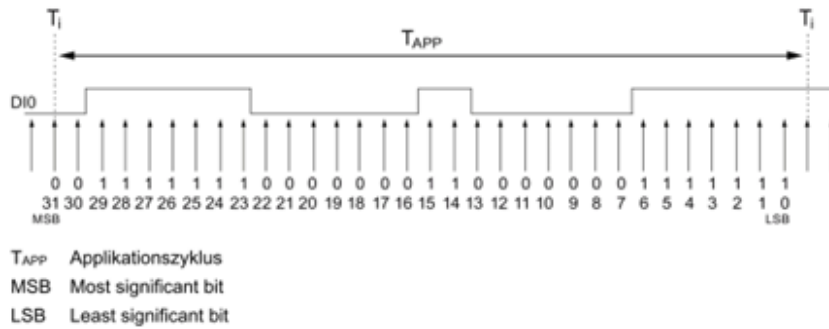 Ti Ti
TAPP
DI0
0 0 1 1 1 1 1 1 1 0 0 0 0 0 0 0 1 1 0 0 0 0 0 0 0 1 1 1 1 1 1 1
31 30 29 28 27 26 25 24 23 22 21 20 19 18 17 16 15 14 13 12 11 10 9 8 7 6 5 4 3 2 1 0
MSB LSB
TAPP Applikationszyklus
MSB Most significant bit
LSB Least significant bit